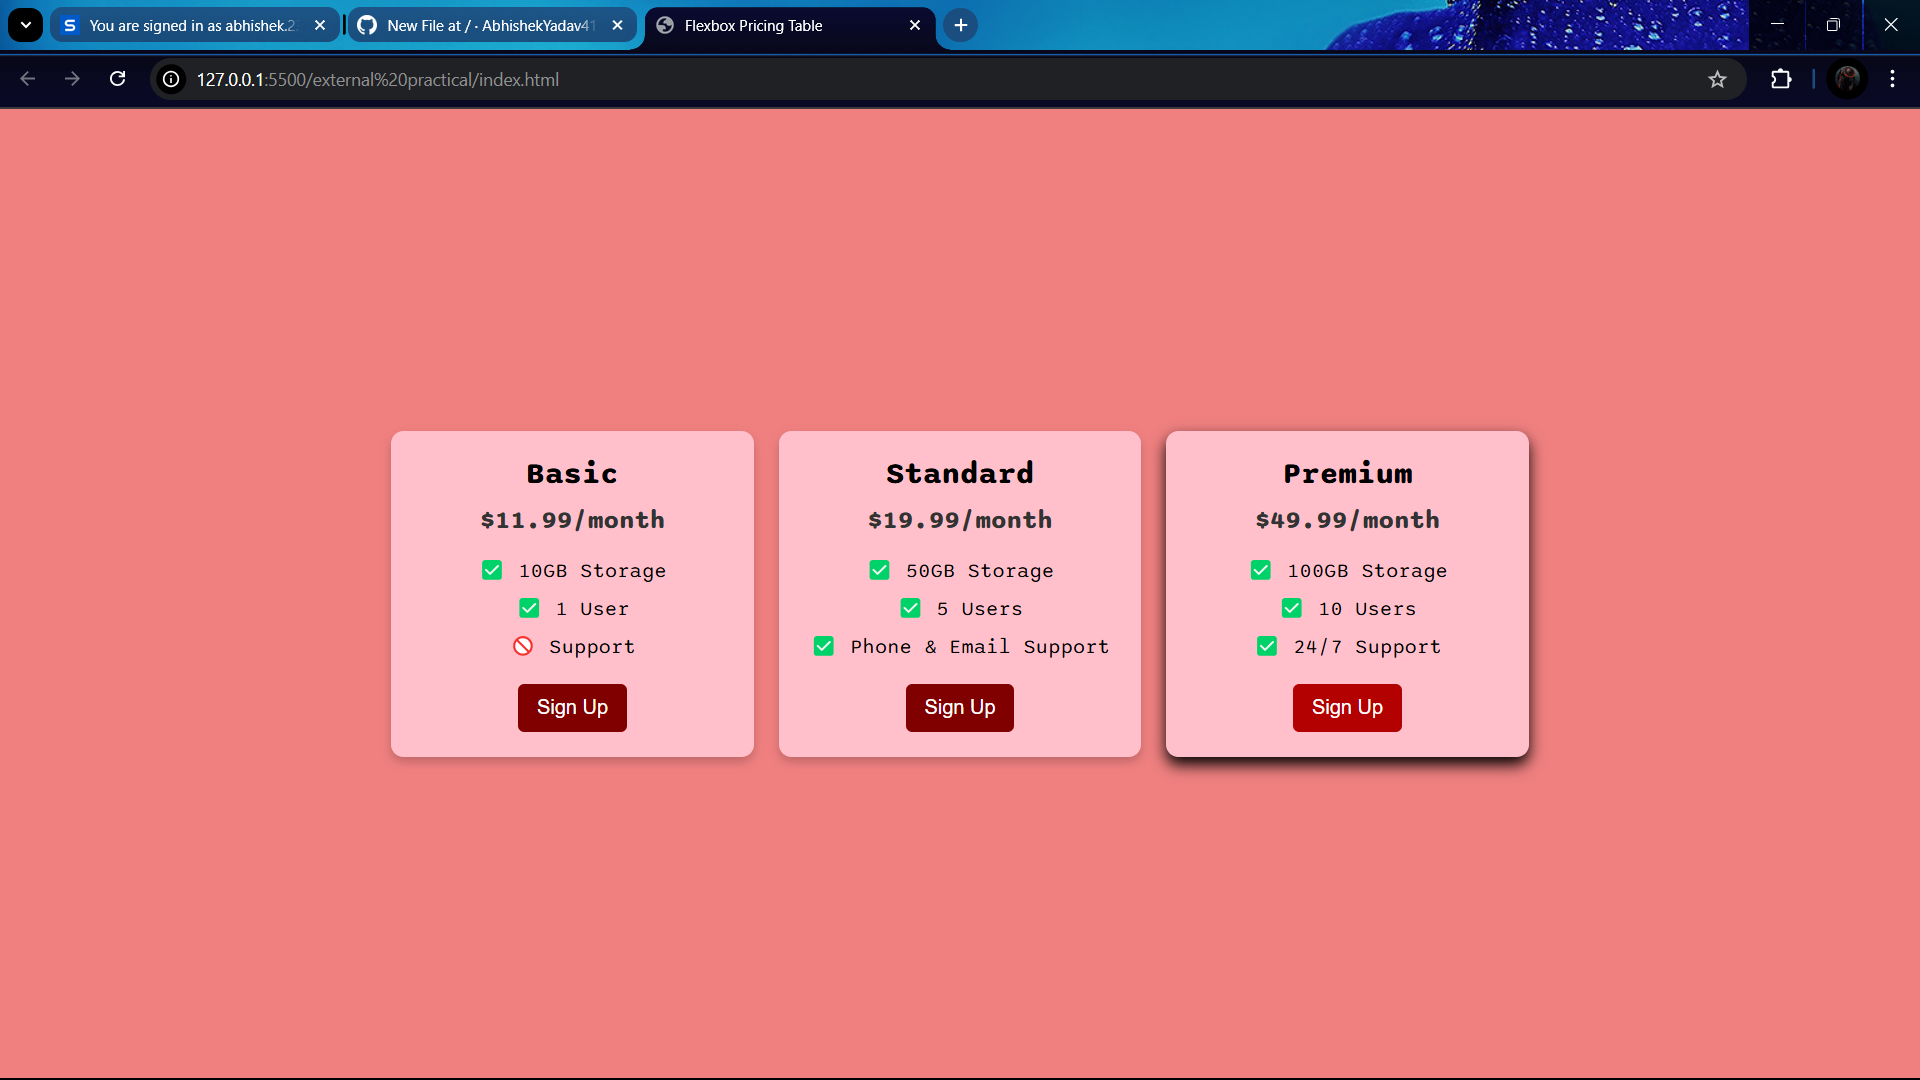 You are signed in as abhishek.2
New File at / · AbhishekYadav41
Flexbox Pricing Table
127.0.0.1:5500/external%20practical/index.html
Basic
$11.99/month
✅ 10GB Storage
✅ 1 User
🚫 Support
Sign Up
Standard
$19.99/month
✅ 50GB Storage
✅ 5 Users
✅ Phone & Email Support
Sign Up
Premium
$49.99/month
✅ 100GB Storage
✅ 10 Users
✅ 24/7 Support
Sign Up